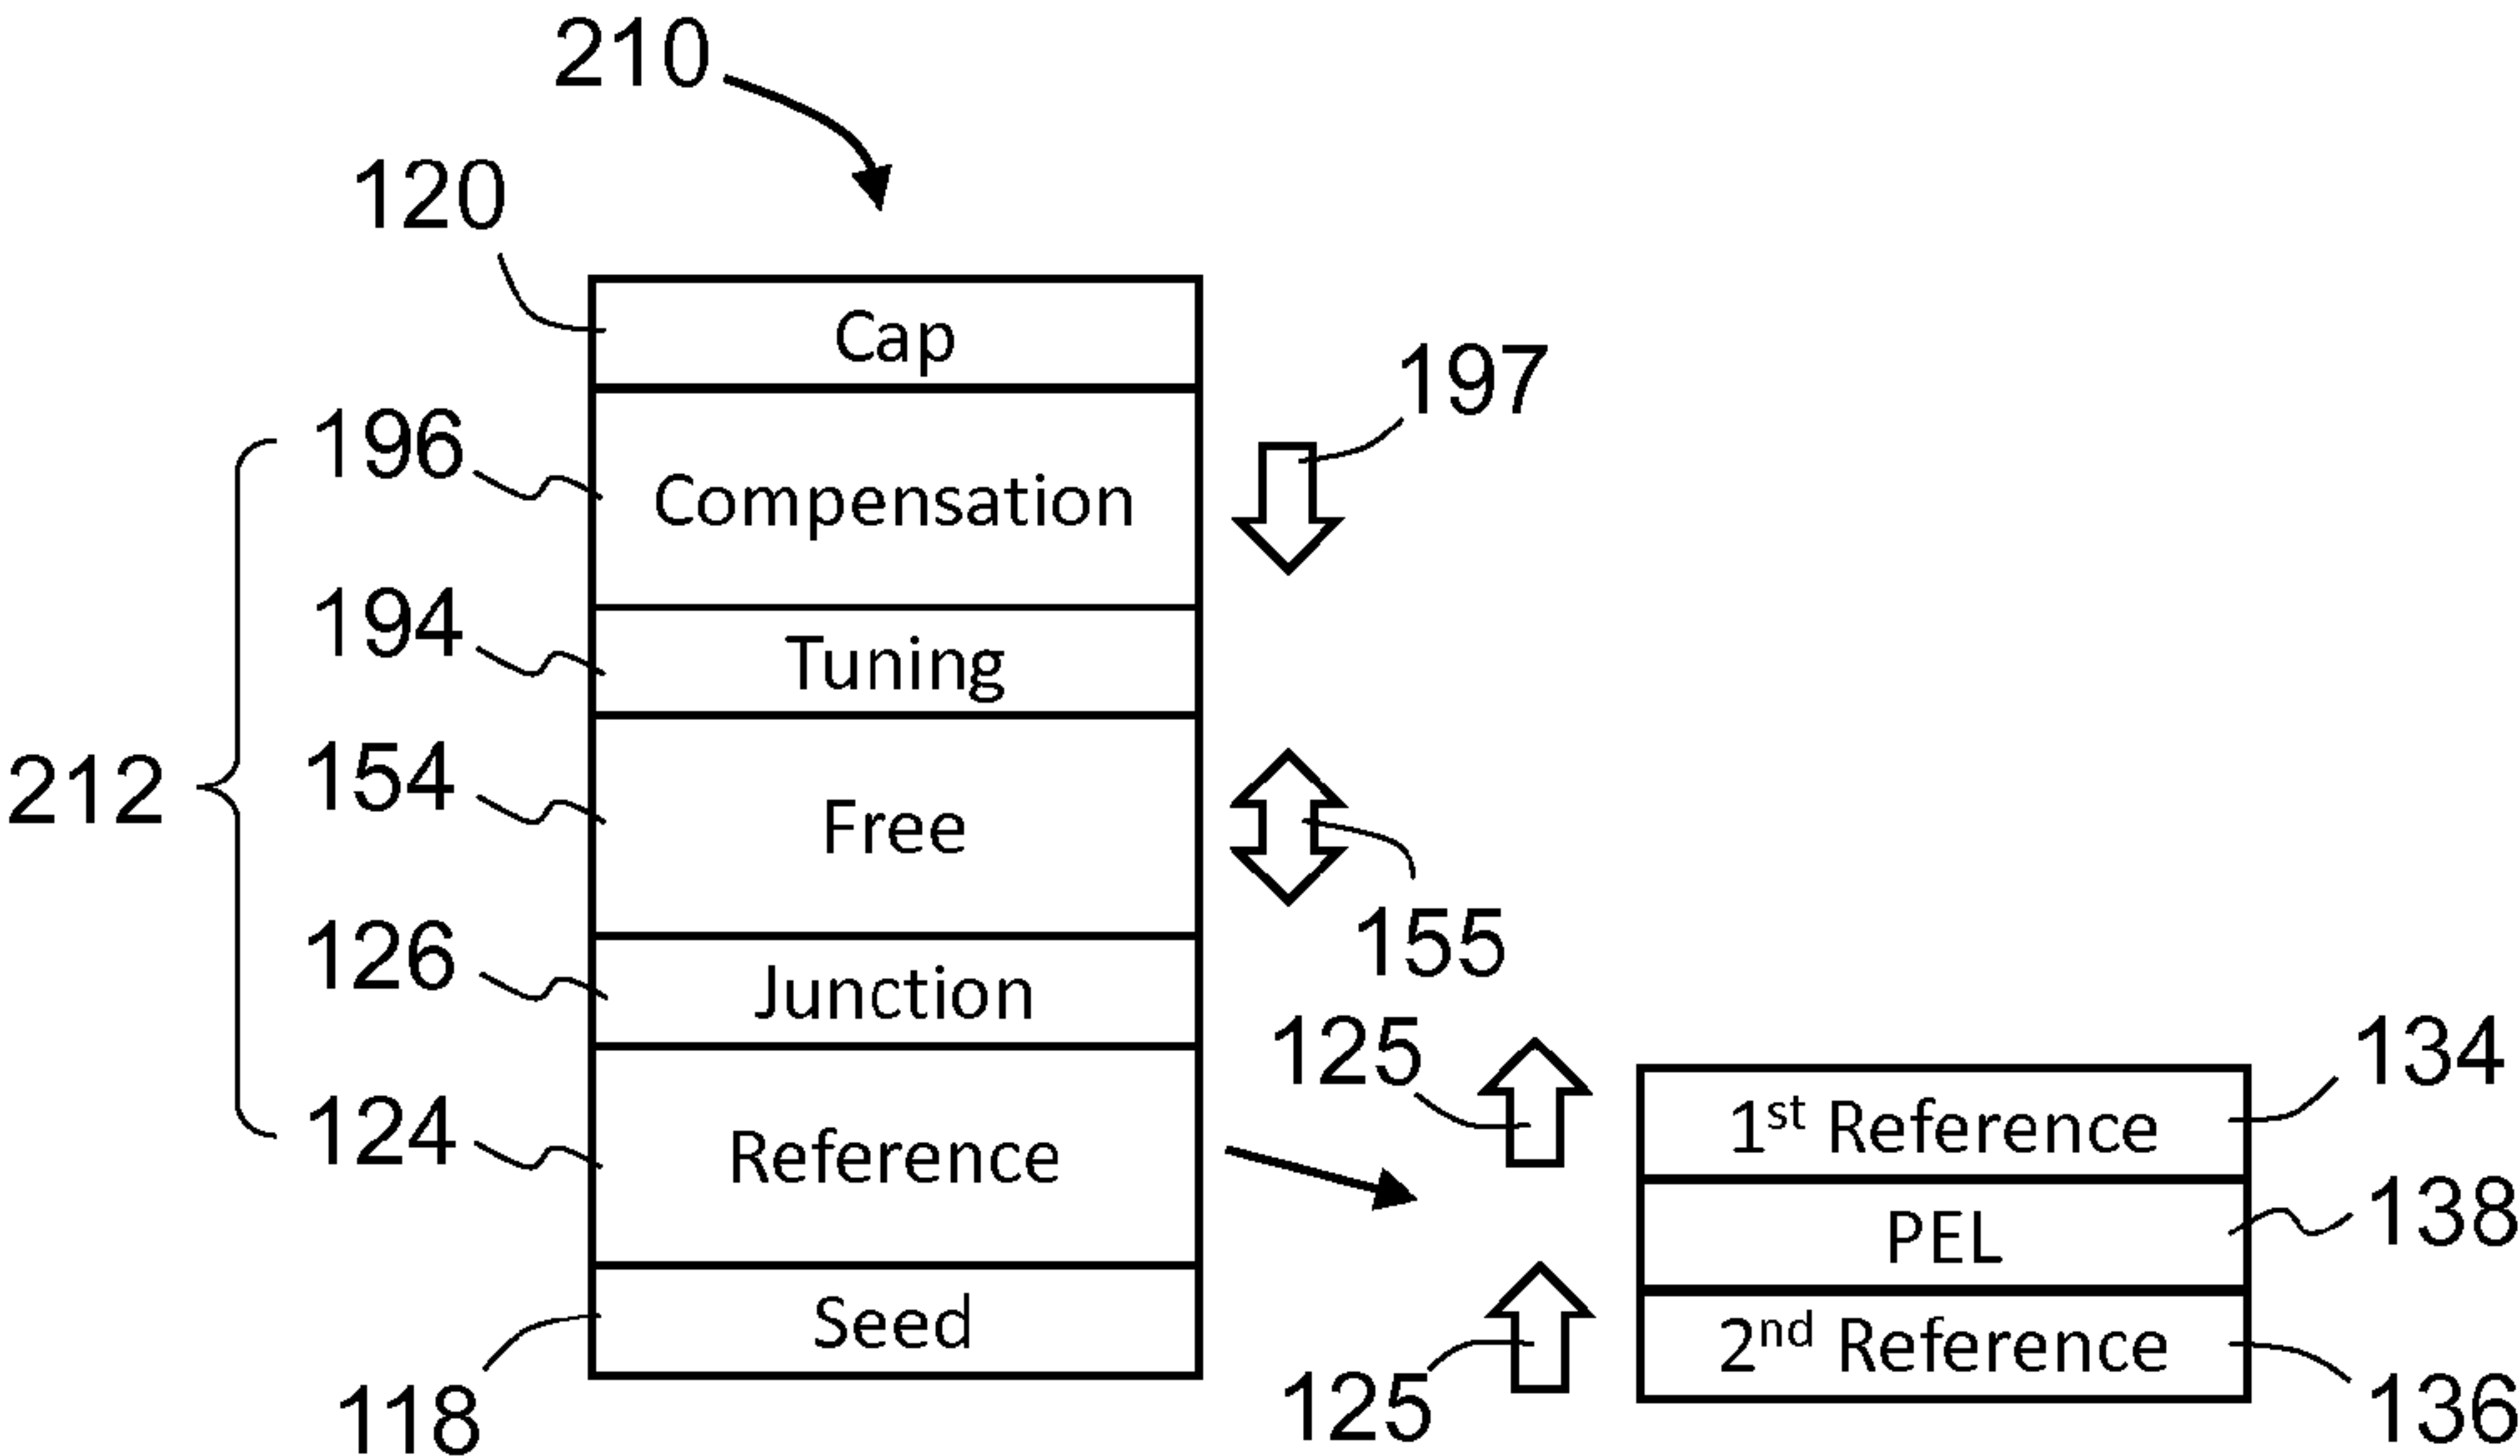 210
120
Cap
197
196
Compensation
194
Tuning
212
154
Free
155
126
Junction
125
134
1st Reference
124
Reference
138
PEL
118
Seed
125
2nd Reference
136